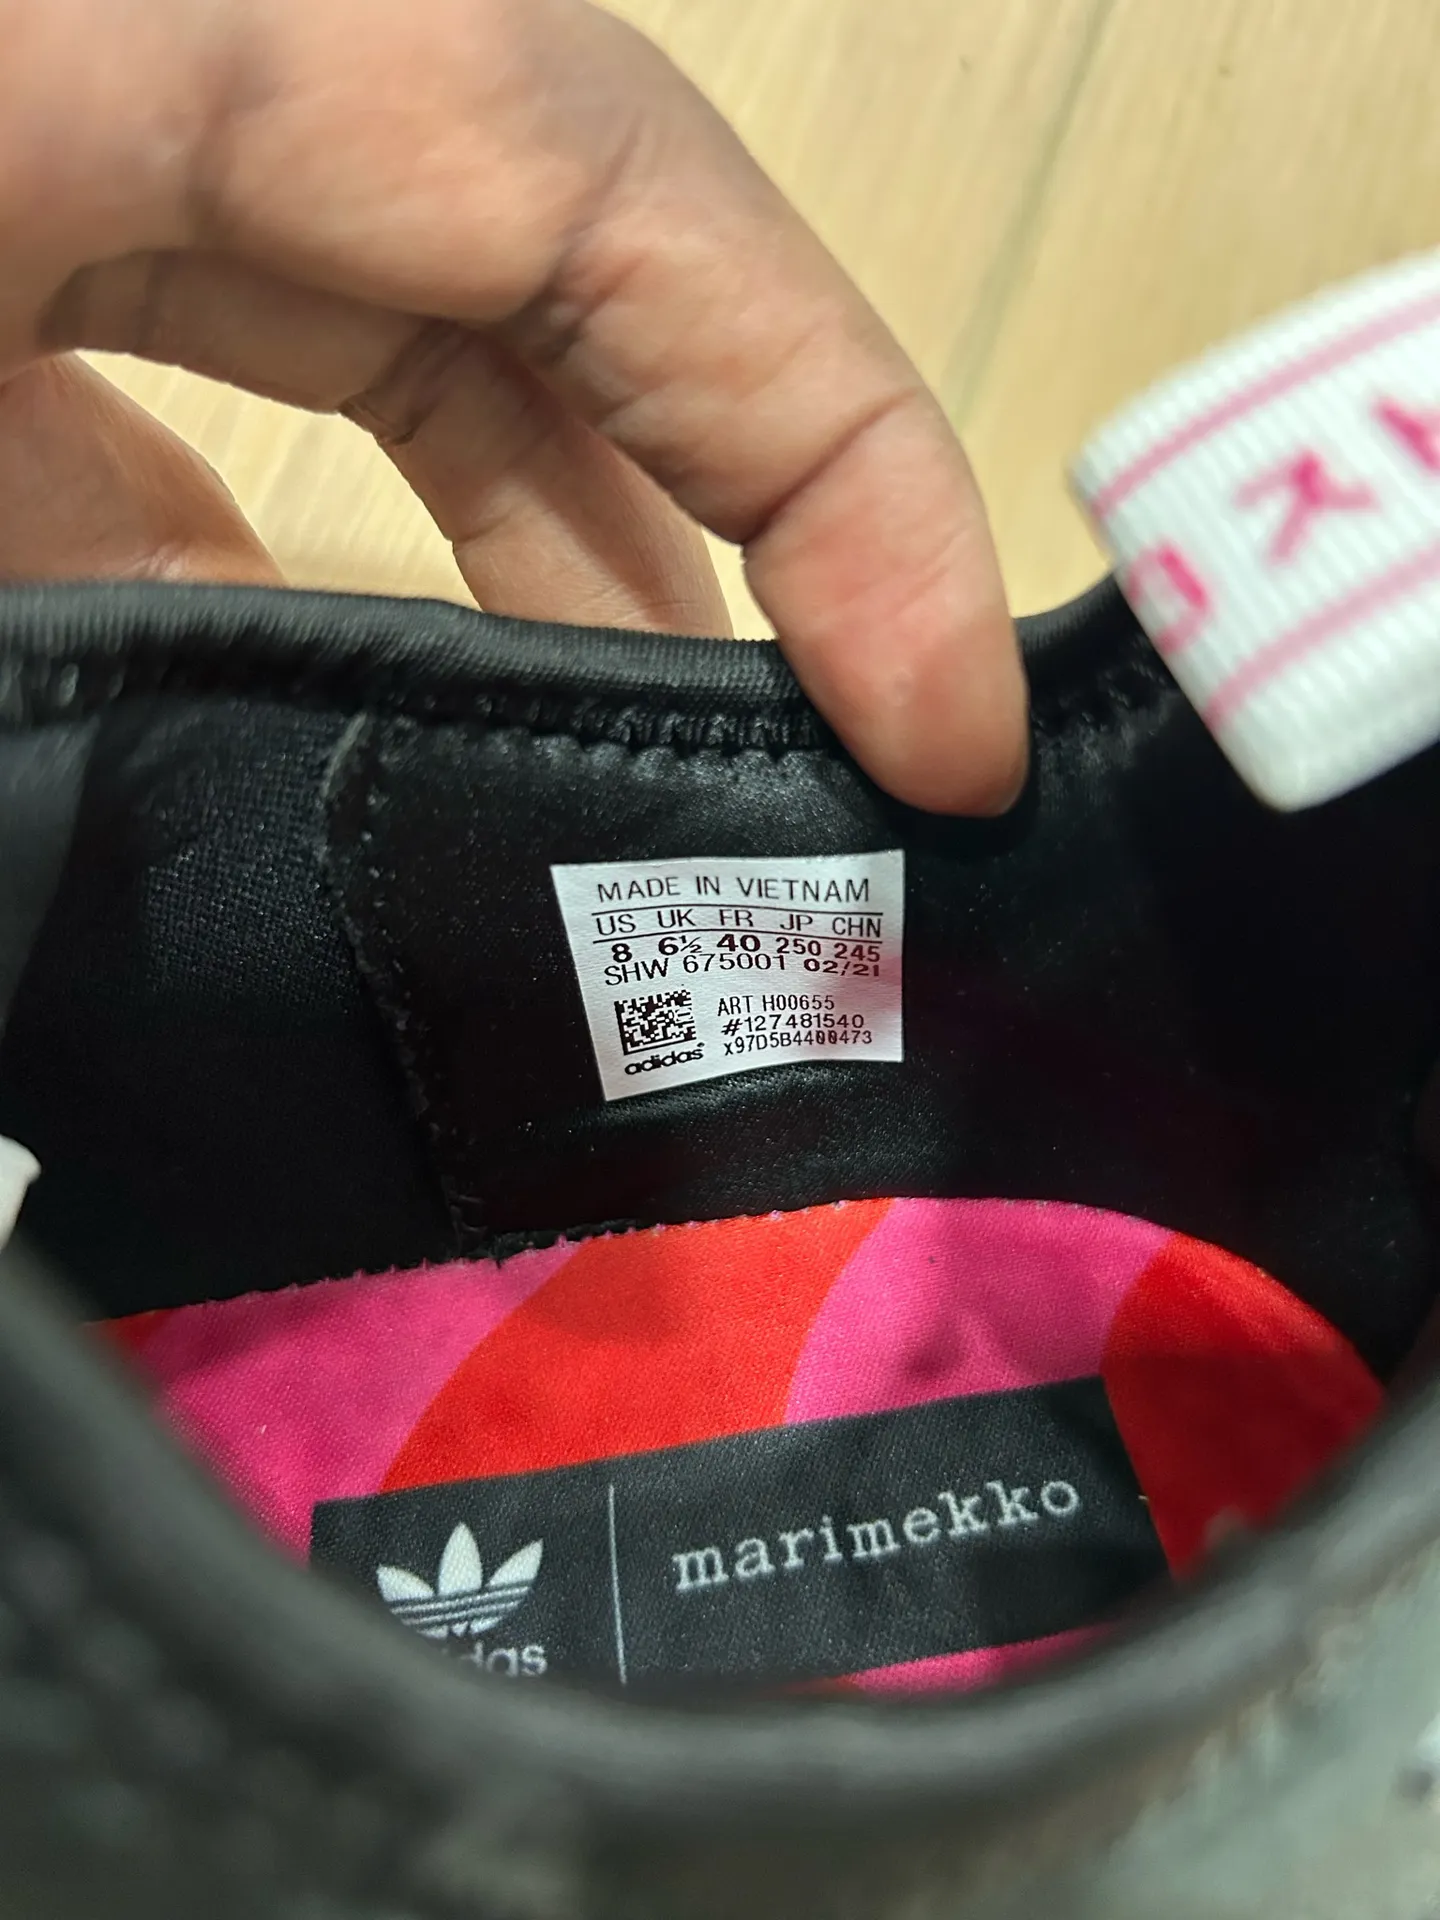 MADE IN VIETNAM
US UK FR JP CHN
8 6½ 40 250 245
SHW 675001 02/21
ART H00655
#127481540
x97D5B4400473
adidas
marimekko